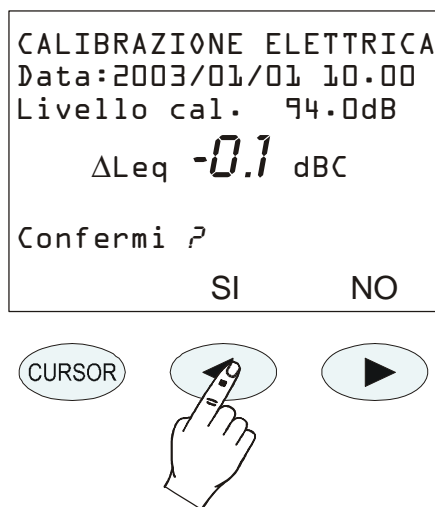 CALIBRAZIONE ELETTRICA
Data:2003/01/01 10.00
Livello cal. 94.0dB
ΔLeq -0.1 dBC
Confermi ?
SI NO
CURSOR